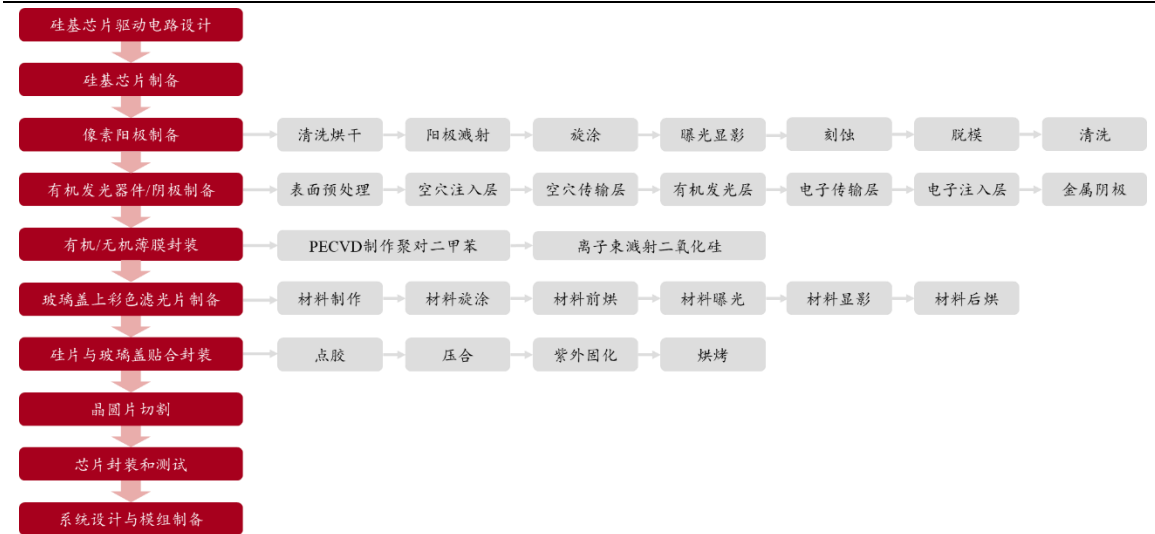 硅基芯片驱动电路设计
硅基芯片制备
像素阳极制备
清洗烘干
阳极溅射
旋涂
曝光显影
刻蚀
脱模
清洗
有机发光器件/阴极制备
表面预处理
空穴注入层
空穴传输层
有机发光层
电子传输层
电子注入层
金属阴极
有机/无机薄膜封装
PECVD制作聚对二甲苯
离子束溅射二氧化硅
玻璃盖上彩色滤光片制备
材料制作
材料旋涂
材料前烘
材料曝光
材料显影
材料后烘
硅片与玻璃盖贴合封装
点胶
压合
紫外固化
烘烤
晶圆片切割
芯片封装和测试
系统设计与模组制备